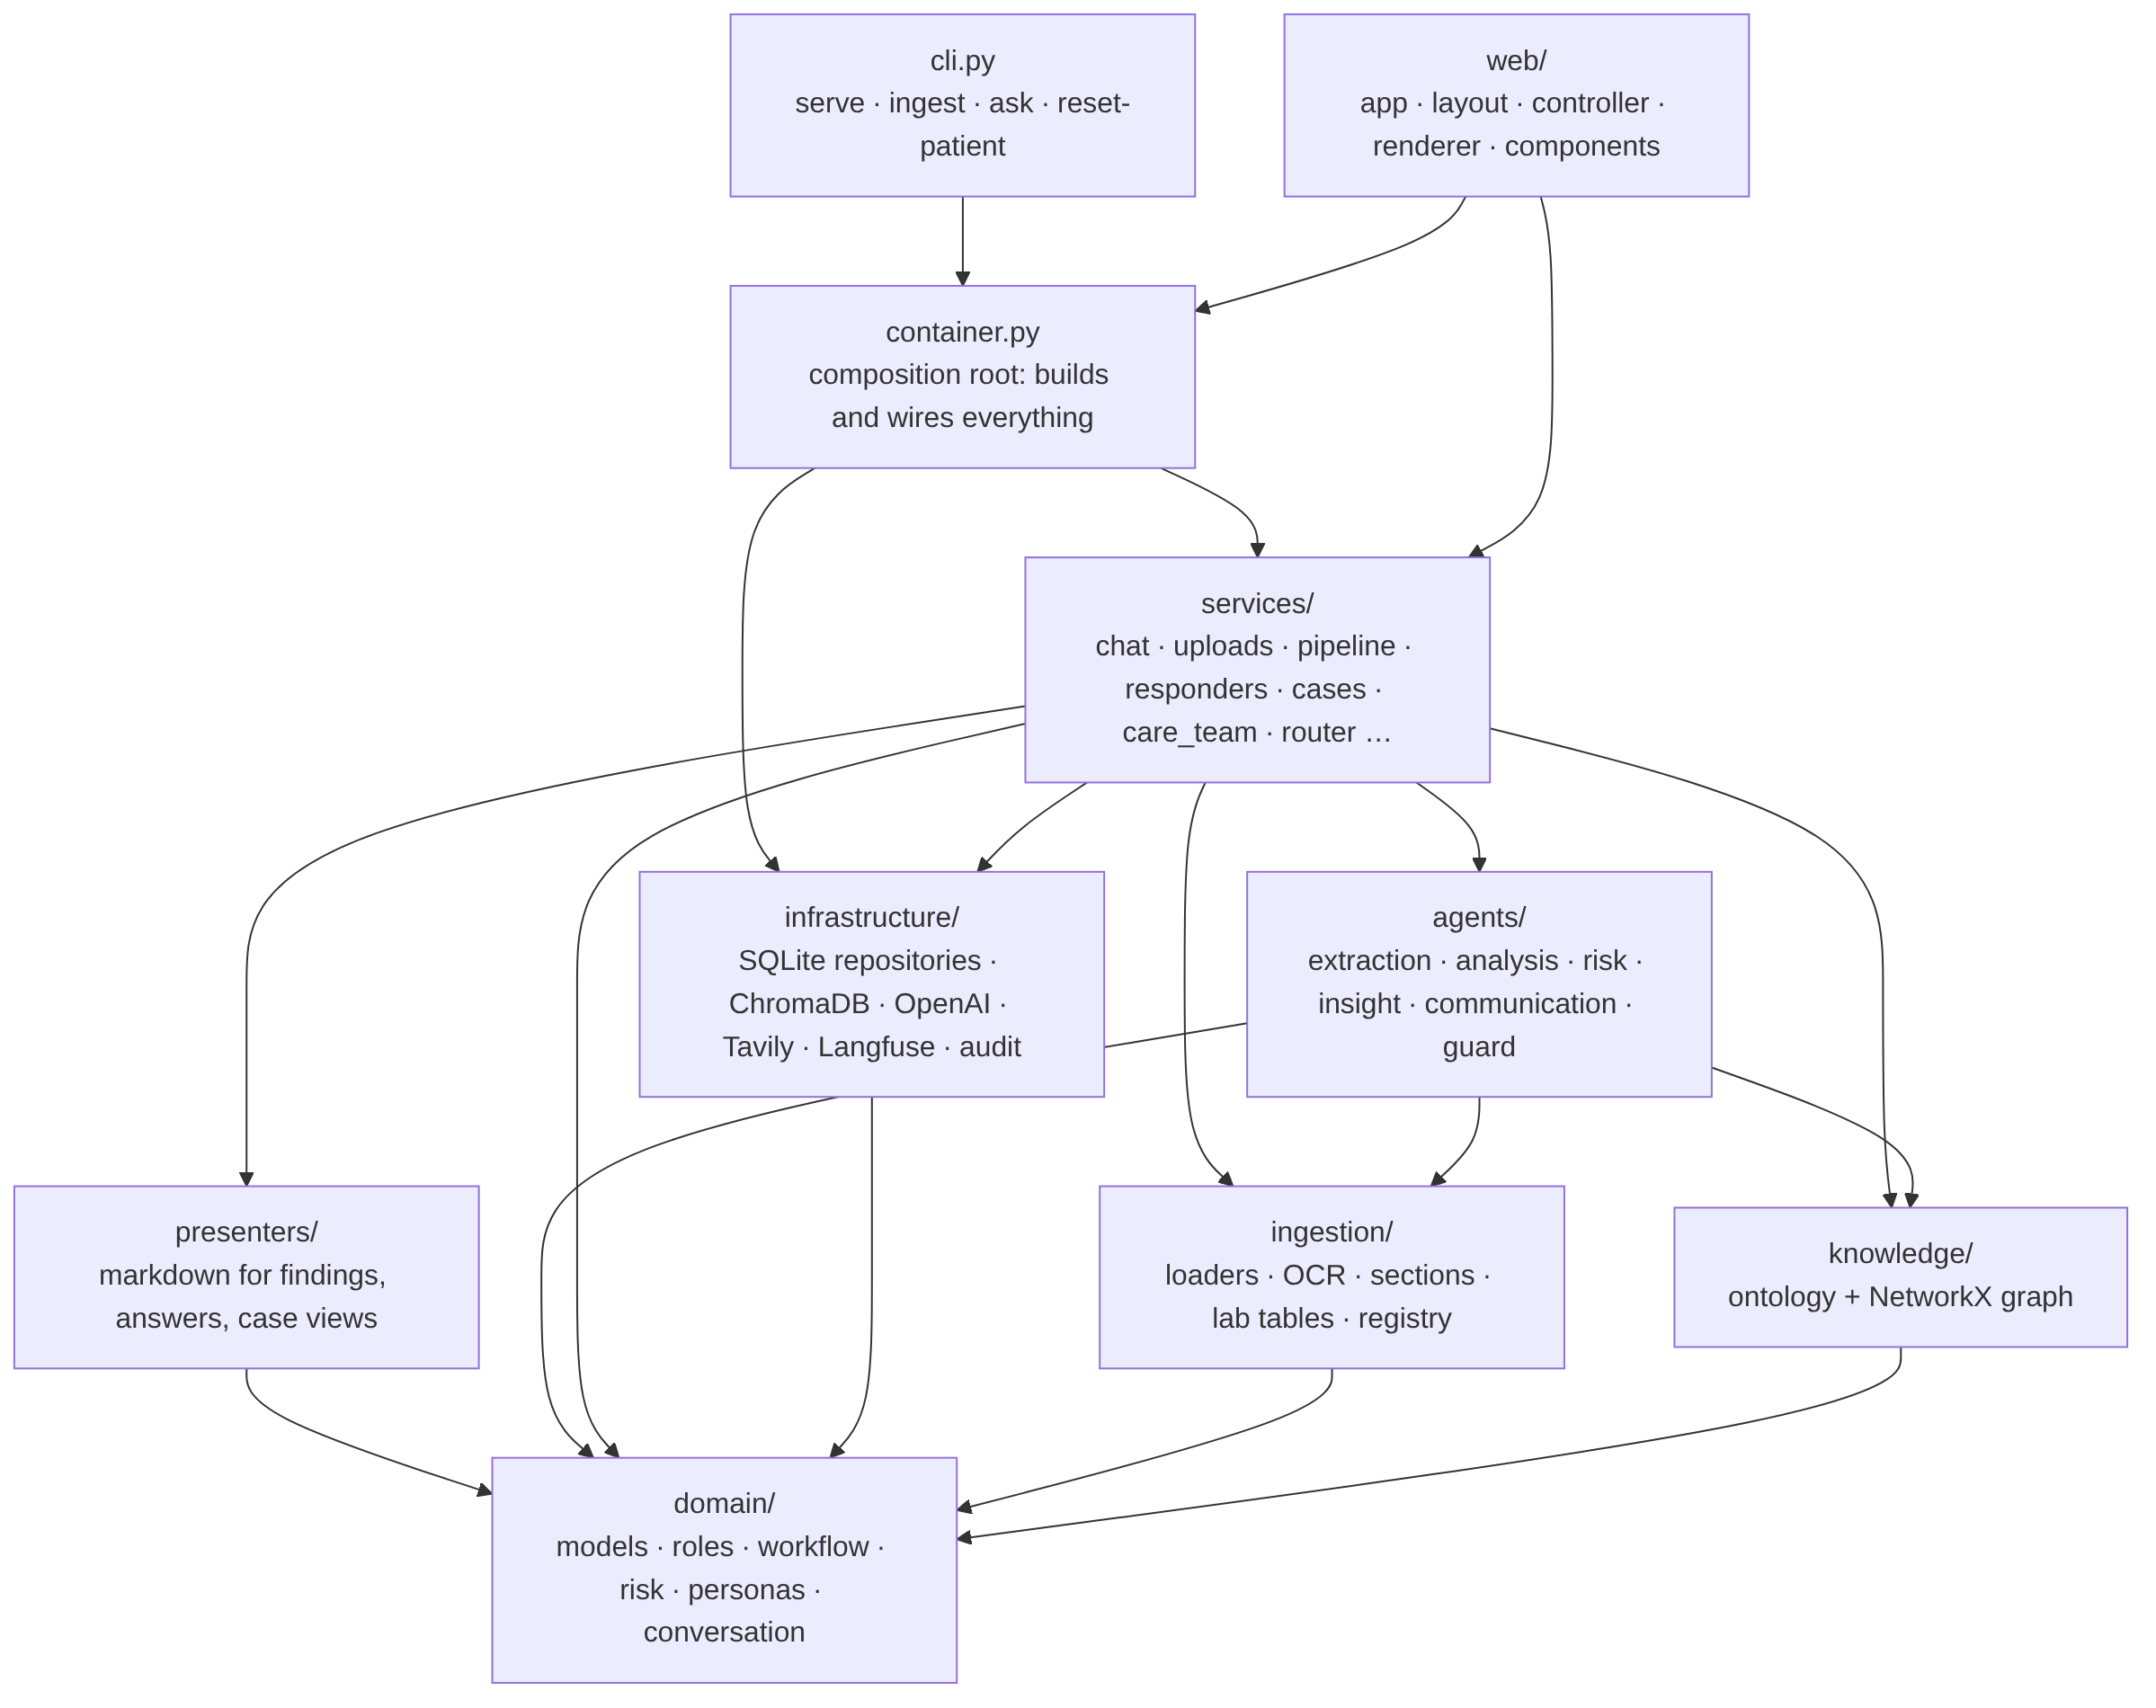 cli.py
serve · ingest · ask · reset-
patient
web/
app · layout · controller ·
renderer · components
container.py
composition root: builds
and wires everything
services/
chat · uploads · pipeline ·
responders · cases ·
care_team · router …
infrastructure/
SQLite repositories ·
ChromaDB · OpenAI ·
Tavily · Langfuse · audit
agents/
extraction · analysis · risk ·
insight · communication ·
guard
presenters/
markdown for findings,
answers, case views
ingestion/
loaders · OCR · sections ·
lab tables · registry
knowledge/
ontology + NetworkX graph
domain/
models · roles · workflow ·
risk · personas ·
conversation